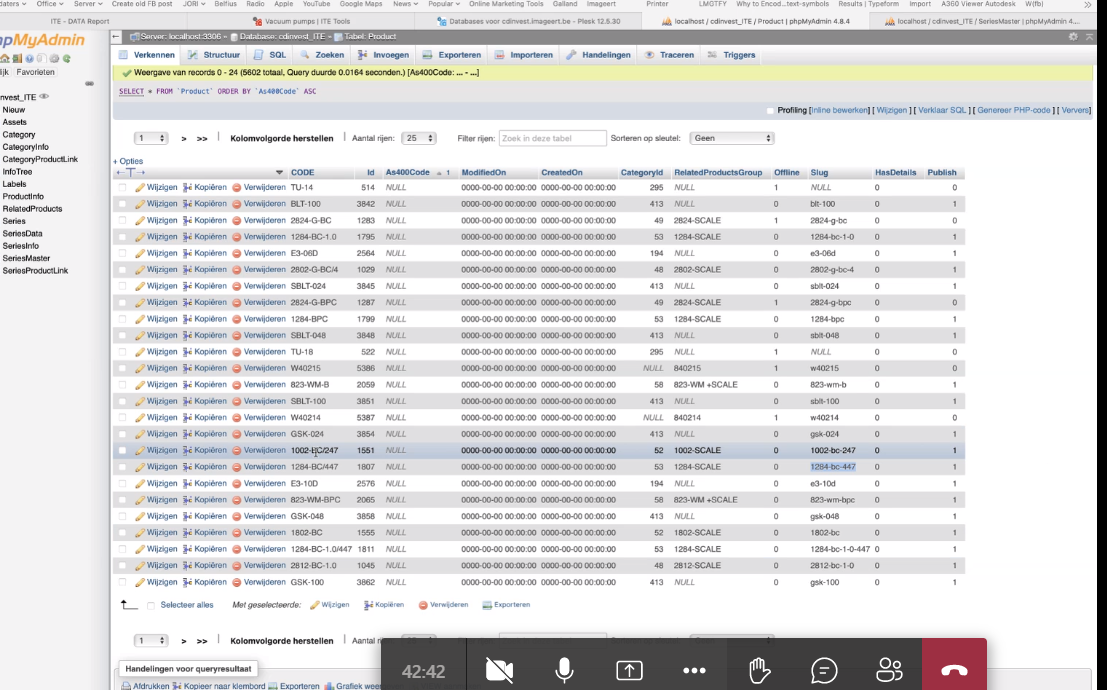 daters Office Server Create old FB post JORI Belfius Radio Apple YouTube Google Maps News Popular Online Marketing Tools Galland Imageert Printer LMGTFY Why to Encod...text-webmail Results | Typeform Import A360 Viewer Autodesk W(fb) >>
ITE - DATA Report Vacuum pumps | ITE Tools Databases voor cdinvest.imageert.be - Plesk 12.5.30 localhost / cdinvest_ITE / Product | phpMyAdmin 4.8.4 localhost / cdinvest_ITE / SeriesMaster | phpMyAdmin 4....
hpMyAdmin
lijk Favorieten
nvest_ITE
Nieuw
Assets
Category
CategoryInfo
CategoryProductLink
InfoTree
Labels
ProductInfo
RelatedProducts
Series
SeriesData
SeriesInfo
SeriesMaster
SeriesProductLink
Server: localhost:3306 » Database: cdinvest_ITE » Tabel: Product
Verkennen Structuur SQL Zoeken Invoegen Exporteren Importeren Handelingen Traceren Triggers
Weergave van records 0 - 24 (5602 totaal, Query duurde 0.0164 seconden.) [As400Code: ... - ...]
SELECT * FROM `Product` ORDER BY `As400Code` ASC
Profiling [Inline bewerken] [ Wijzigen ] [ Verklaar SQL ] [ Genereer PHP-code ] [ Ververs]
1 > >> Kolomvolgorde herstellen Aantal rijen: 25 Filter rijen: Zoek in deze tabel Sorteren op sleutel: Geen
+ Opties
←T→ CODE Id As400Code 1 ModifiedOn CreatedOn CategoryId RelatedProductsGroup Offline Slug HasDetails Publish
Wijzigen Kopiëren Verwijderen TU-14 514 NULL 0000-00-00 00:00:00 0000-00-00 00:00:00 295 NULL 1 NULL 0 0
Wijzigen Kopiëren Verwijderen BLT-100 3842 NULL 0000-00-00 00:00:00 0000-00-00 00:00:00 413 NULL 0 blt-100 0 1
Wijzigen Kopiëren Verwijderen 2824-G-BC 1283 NULL 0000-00-00 00:00:00 0000-00-00 00:00:00 49 2824-SCALE 1 2824-g-bc 0 0
Wijzigen Kopiëren Verwijderen 1284-BC-1.0 1795 NULL 0000-00-00 00:00:00 0000-00-00 00:00:00 53 1284-SCALE 0 1284-bc-1-0 0 1
Wijzigen Kopiëren Verwijderen E3-06D 2564 NULL 0000-00-00 00:00:00 0000-00-00 00:00:00 194 NULL 0 e3-06d 0 1
Wijzigen Kopiëren Verwijderen 2802-G-BC/4 1029 NULL 0000-00-00 00:00:00 0000-00-00 00:00:00 48 2802-SCALE 0 2802-g-bc-4 0 1
Wijzigen Kopiëren Verwijderen SBLT-024 3845 NULL 0000-00-00 00:00:00 0000-00-00 00:00:00 413 NULL 0 sblt-024 0 1
Wijzigen Kopiëren Verwijderen 2824-G-BPC 1287 NULL 0000-00-00 00:00:00 0000-00-00 00:00:00 49 2824-SCALE 1 2824-g-bpc 0 0
Wijzigen Kopiëren Verwijderen 1284-BPC 1799 NULL 0000-00-00 00:00:00 0000-00-00 00:00:00 53 1284-SCALE 0 1284-bpc 0 1
Wijzigen Kopiëren Verwijderen SBLT-048 3848 NULL 0000-00-00 00:00:00 0000-00-00 00:00:00 413 NULL 0 sblt-048 0 1
Wijzigen Kopiëren Verwijderen TU-18 522 NULL 0000-00-00 00:00:00 0000-00-00 00:00:00 295 NULL 1 NULL 0 0
Wijzigen Kopiëren Verwijderen W40215 5386 NULL 0000-00-00 00:00:00 0000-00-00 00:00:00 NULL 840215 1 w40215 0 0
Wijzigen Kopiëren Verwijderen 823-WM-B 2059 NULL 0000-00-00 00:00:00 0000-00-00 00:00:00 58 823-WM +SCALE 0 823-wm-b 0 1
Wijzigen Kopiëren Verwijderen SBLT-100 3851 NULL 0000-00-00 00:00:00 0000-00-00 00:00:00 413 NULL 0 sblt-100 0 1
Wijzigen Kopiëren Verwijderen W40214 5387 NULL 0000-00-00 00:00:00 0000-00-00 00:00:00 NULL 840214 1 w40214 0 0
Wijzigen Kopiëren Verwijderen GSK-024 3854 NULL 0000-00-00 00:00:00 0000-00-00 00:00:00 413 NULL 0 gsk-024 0 1
Wijzigen Kopiëren Verwijderen 1002-BC/247 1551 NULL 0000-00-00 00:00:00 0000-00-00 00:00:00 52 1002-SCALE 0 1002-bc-247 0 1
Wijzigen Kopiëren Verwijderen 1284-BC/447 1807 NULL 0000-00-00 00:00:00 0000-00-00 00:00:00 53 1284-SCALE 0 1284-bc-447 0 1
Wijzigen Kopiëren Verwijderen E3-10D 2576 NULL 0000-00-00 00:00:00 0000-00-00 00:00:00 194 NULL 0 e3-10d 0 1
Wijzigen Kopiëren Verwijderen 823-WM-BPC 2065 NULL 0000-00-00 00:00:00 0000-00-00 00:00:00 58 823-WM +SCALE 0 823-wm-bpc 0 1
Wijzigen Kopiëren Verwijderen GSK-048 3858 NULL 0000-00-00 00:00:00 0000-00-00 00:00:00 413 NULL 0 gsk-048 0 1
Wijzigen Kopiëren Verwijderen 1802-BC 1555 NULL 0000-00-00 00:00:00 0000-00-00 00:00:00 52 1802-SCALE 0 1802-bc 0 1
Wijzigen Kopiëren Verwijderen 1284-BC-1.0/447 1811 NULL 0000-00-00 00:00:00 0000-00-00 00:00:00 53 1284-SCALE 0 1284-bc-1-0-447 0 1
Wijzigen Kopiëren Verwijderen 2812-BC-1.0 1045 NULL 0000-00-00 00:00:00 0000-00-00 00:00:00 48 2812-SCALE 0 2812-bc-1-0 0 1
Wijzigen Kopiëren Verwijderen GSK-100 3862 NULL 0000-00-00 00:00:00 0000-00-00 00:00:00 413 NULL 0 gsk-100 0 1
Selecteer alles Met geselecteerde: Wijzigen Kopiëren Verwijderen Exporteren
1 > >> Kolomvolgorde herstellen Aantal ri
Handelingen voor queryresultaat
Afdrukken Kopieer naar klembord Exporteren Grafiek wee
42:42